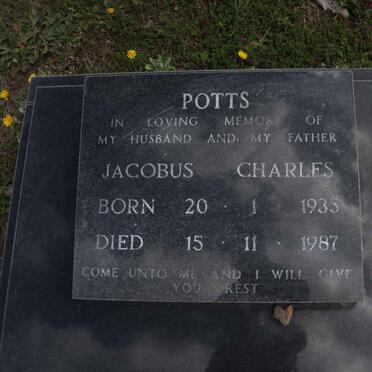 POTTS
IN LOVING MEMORY OF
MY HUSBAND AND MY FATHER
JACOBUS CHARLES
BORN 20 · 1 · 1935
DIED 15 · 11 · 1987
COME UNTO ME AND I WILL GIVE
YOU REST